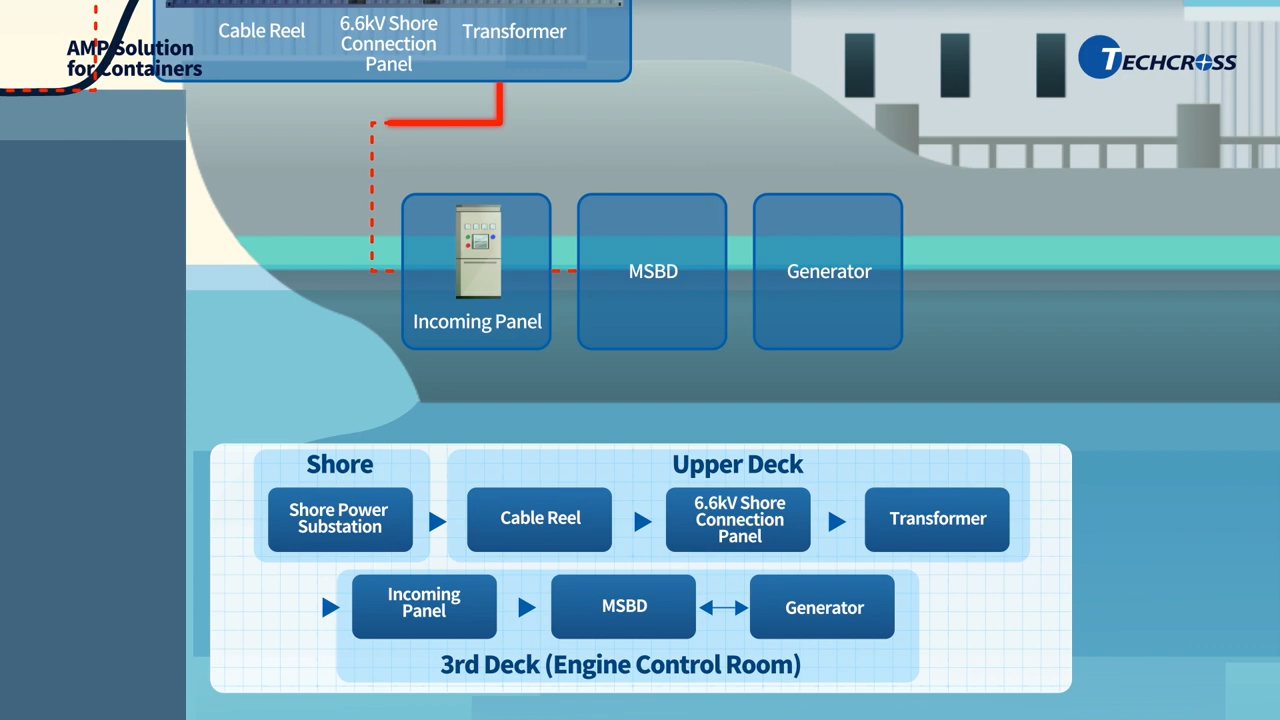 Cable Reel
6.6kV Shore
Connection
Panel
Transformer
AMP Solution
for Containers
TECHCROSS
Incoming Panel
MSBD
Generator
Shore
Upper Deck
Shore Power
Substation
Cable Reel
6.6kV Shore
Connection
Panel
Transformer
Incoming
Panel
MSBD
Generator
3rd Deck (Engine Control Room)